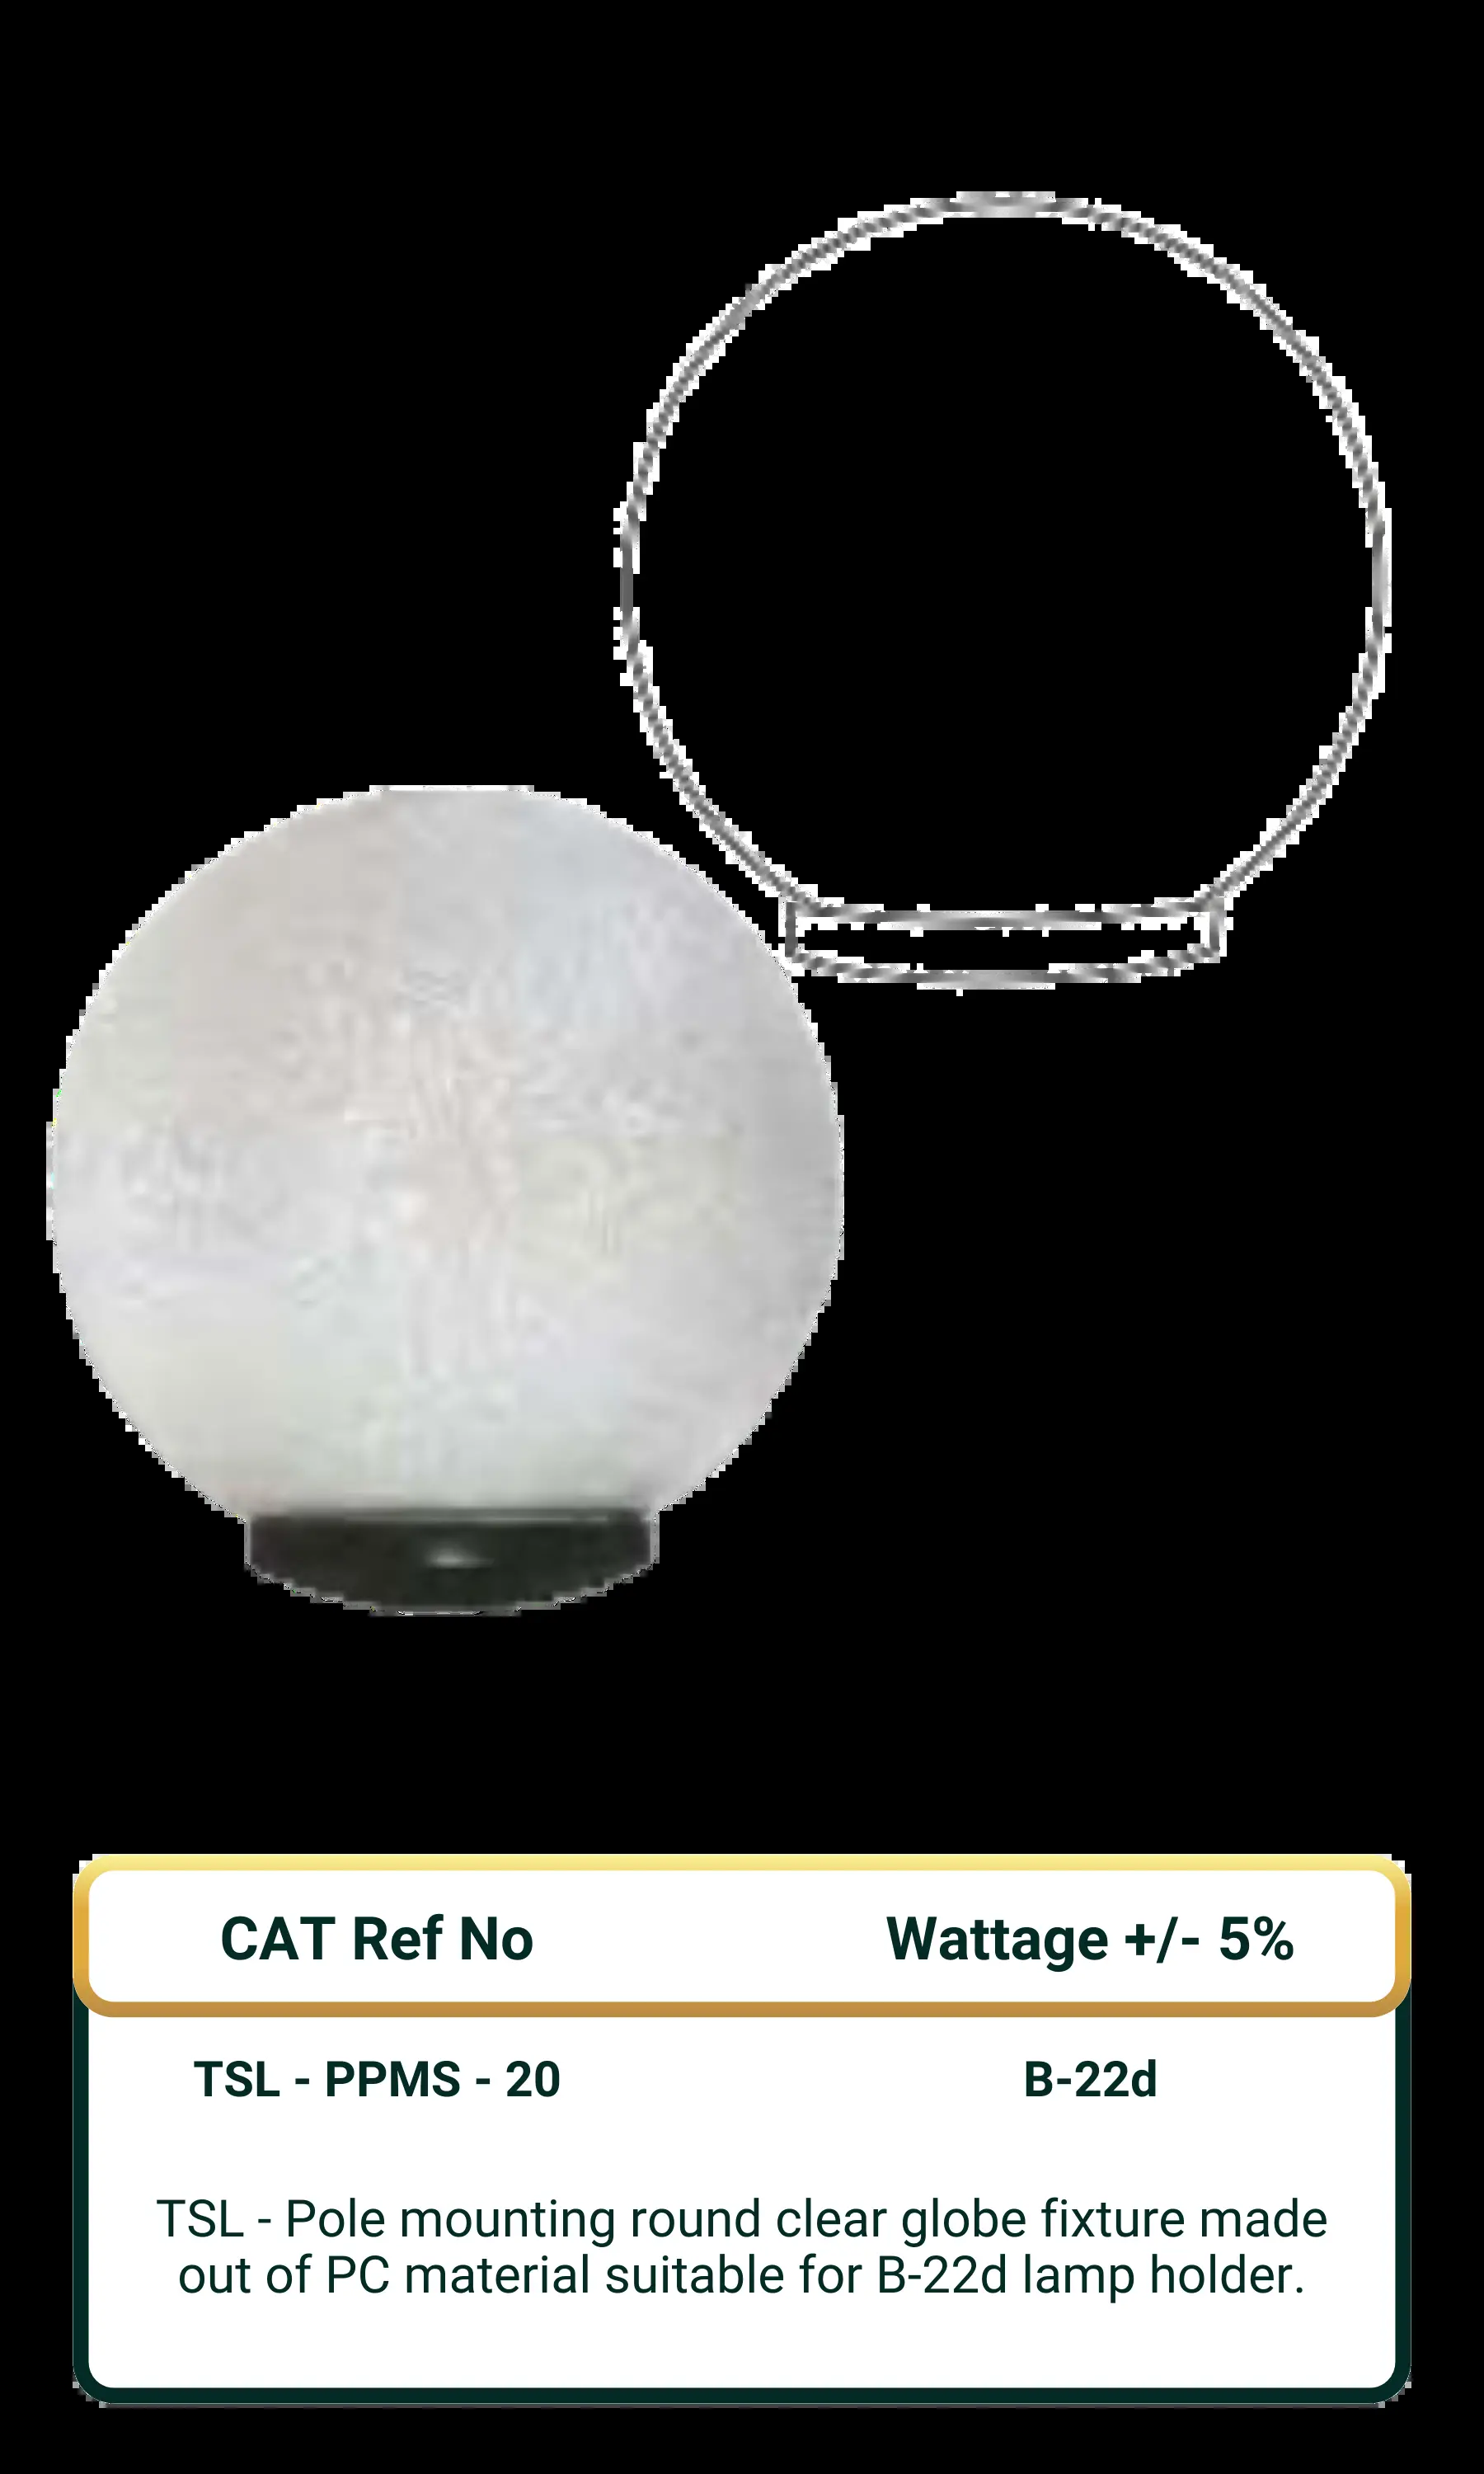 CAT Ref No Wattage +/- 5%
TSL - PPMS - 20 B-22d
TSL - Pole mounting round clear globe fixture made
out of PC material suitable for B-22d lamp holder.